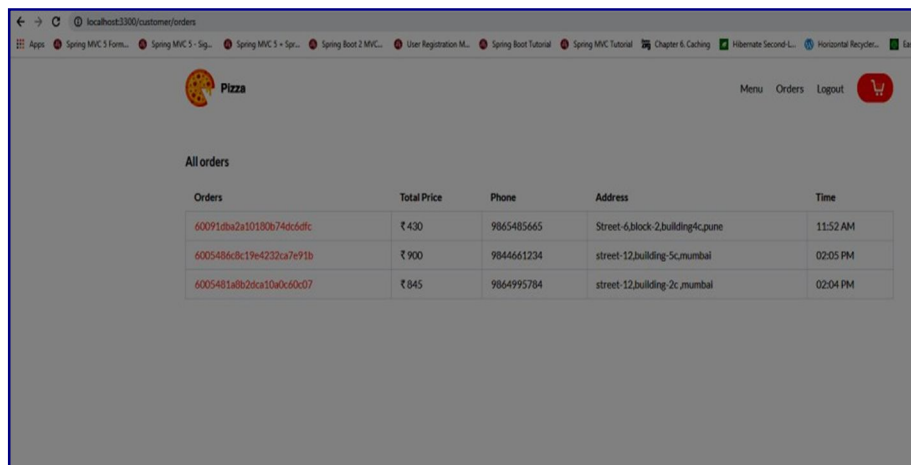 localhost:3300/customer/orders
Apps Spring MVC 5 Form... Spring MVC 5 - Sig... Spring MVC 5 + Spr... Spring Boot 2 MVC... User Registration M... Spring Boot Tutorial Spring MVC Tutorial Chapter 6. Caching Hibernate Second-L... Horizontal Recycler... Eas
Pizza Menu Orders Logout
All orders
Orders Total Price Phone Address Time
60091dba2a10180b74dc6dfc ₹ 430 9865485665 Street-6,block-2,building4c,pune 11:52 AM
6005486c8c19e4232ca7e91b ₹ 900 9844661234 street-12,building-5c,mumbai 02:05 PM
6005481a8b2dca10a0c60c07 ₹ 845 9864995784 street-12,building-2c ,mumbai 02:04 PM